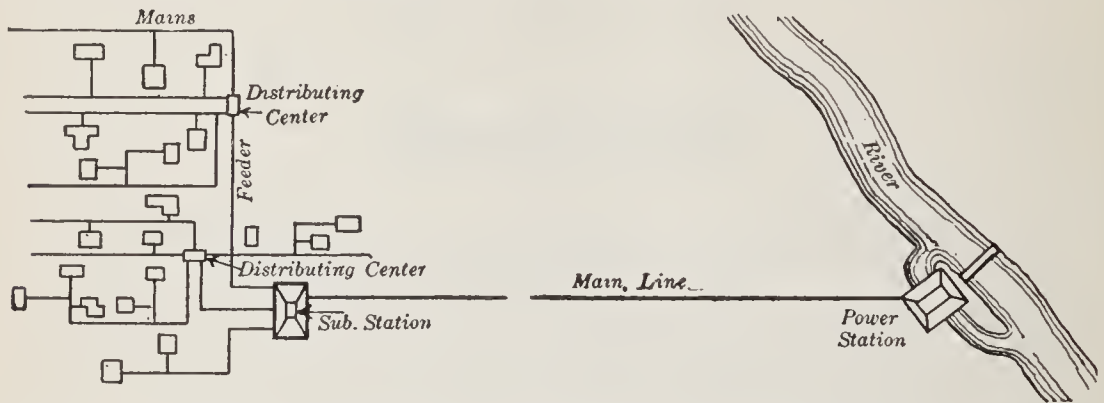 Mains
Distributing
Center
Feeder
River
Distributing Center
Main, Line
Sub. Station
Power
Station